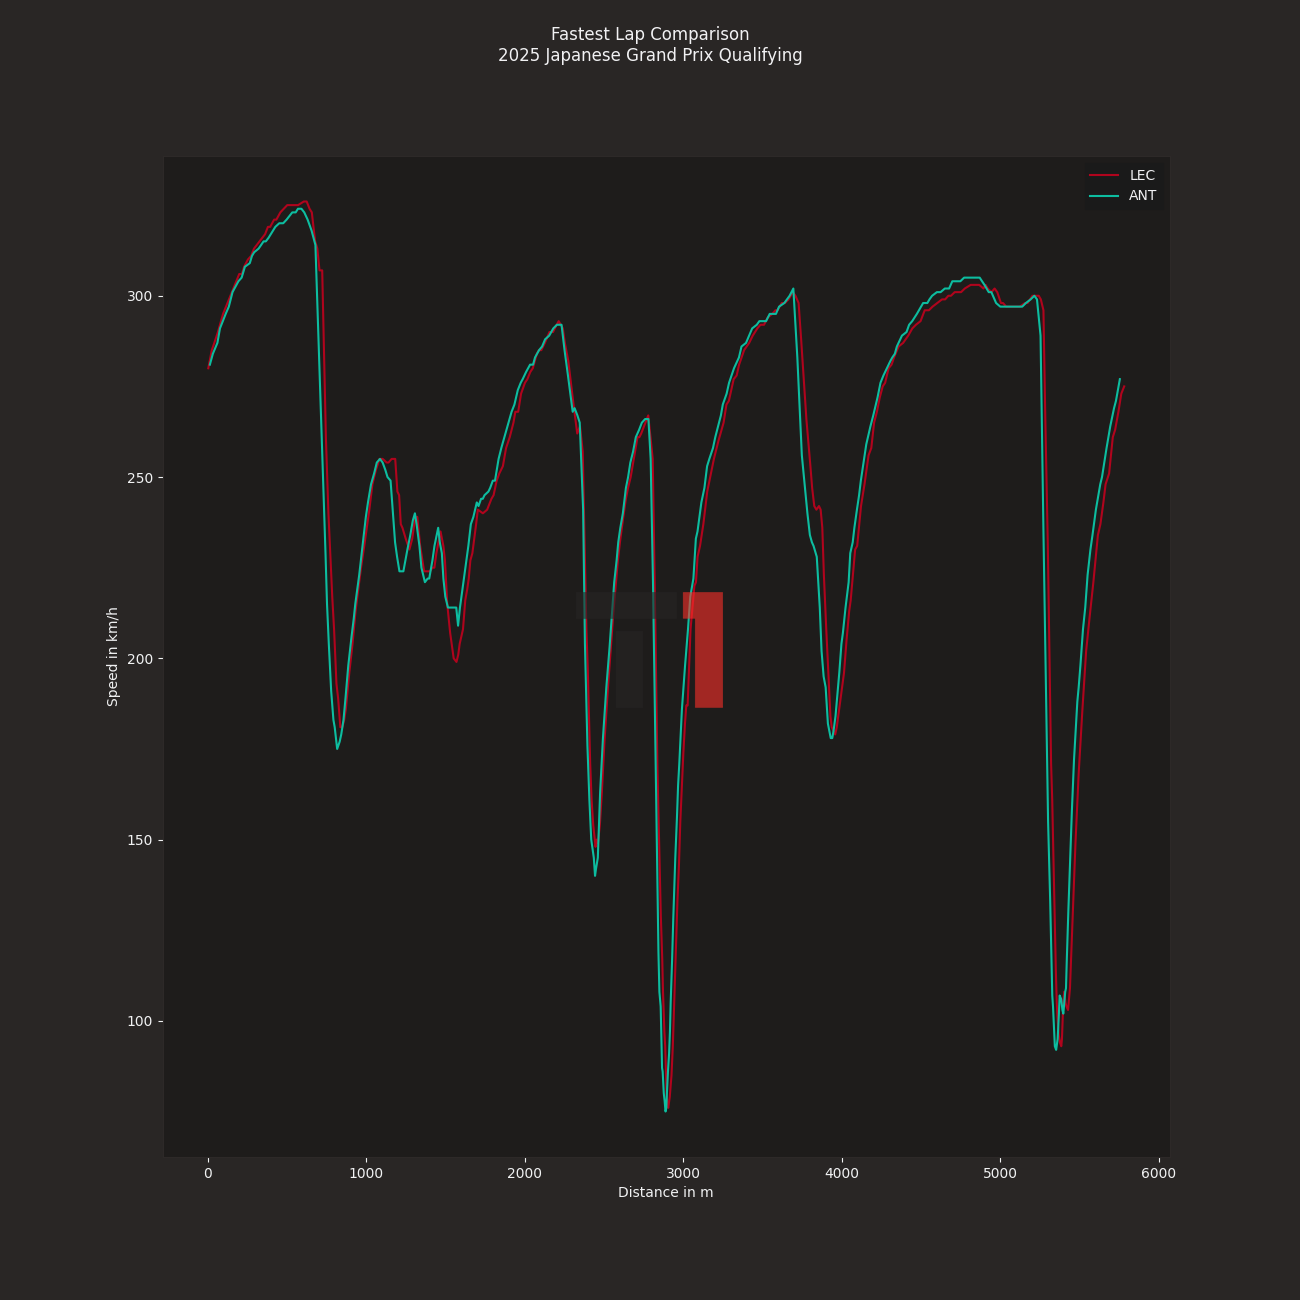 Fastest Lap Comparison
2025 Japanese Grand Prix Qualifying
LEC
ANT
300
250
200
150
100
Speed in km/h
0
1000
2000
3000
4000
5000
6000
Distance in m